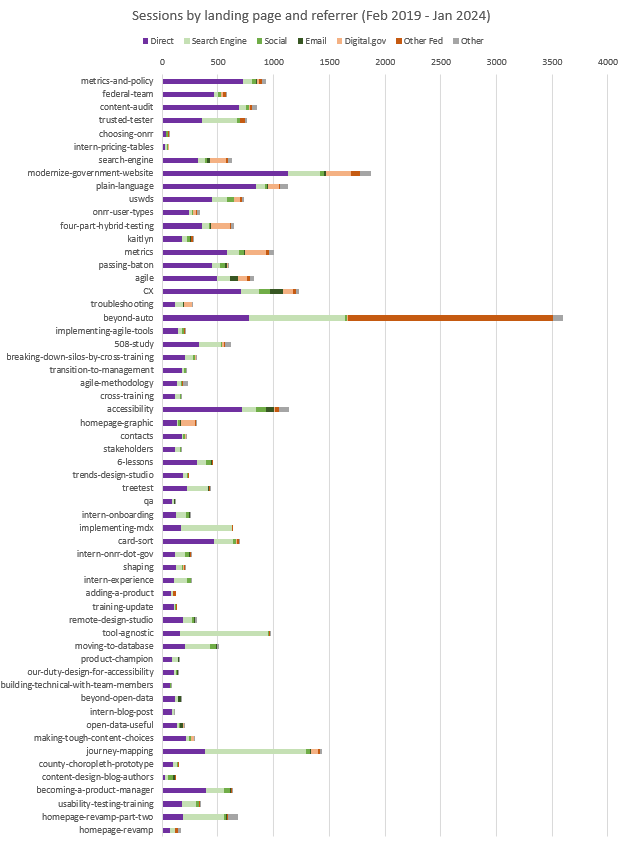 Sessions by landing page and referrer (Feb 2019 - Jan 2024)
Direct Search Engine Social Email Digital.gov Other Fed Other
0 500 1000 1500 2000 2500 3000 3500 4000
metrics-and-policy
federal-team
content-audit
trusted-tester
choosing-onrr
intern-pricing-tables
search-engine
modernize-government-website
plain-language
uswds
onrr-user-types
four-part-hybrid-testing
kaitlyn
metrics
passing-baton
agile
CX
troubleshooting
beyond-auto
implementing-agile-tools
508-study
breaking-down-silos-by-cross-training
transition-to-management
agile-methodology
cross-training
accessibility
homepage-graphic
contacts
stakeholders
6-lessons
trends-design-studio
treetest
qa
intern-onboarding
implementing-mdx
card-sort
intern-onrr-dot-gov
shaping
intern-experience
adding-a-product
training-update
remote-design-studio
tool-agnostic
moving-to-database
product-champion
our-duty-design-for-accessibility
building-technical-with-team-members
beyond-open-data
intern-blog-post
open-data-useful
making-tough-content-choices
journey-mapping
county-choropleth-prototype
content-design-blog-authors
becoming-a-product-manager
usability-testing-training
homepage-revamp-part-two
homepage-revamp